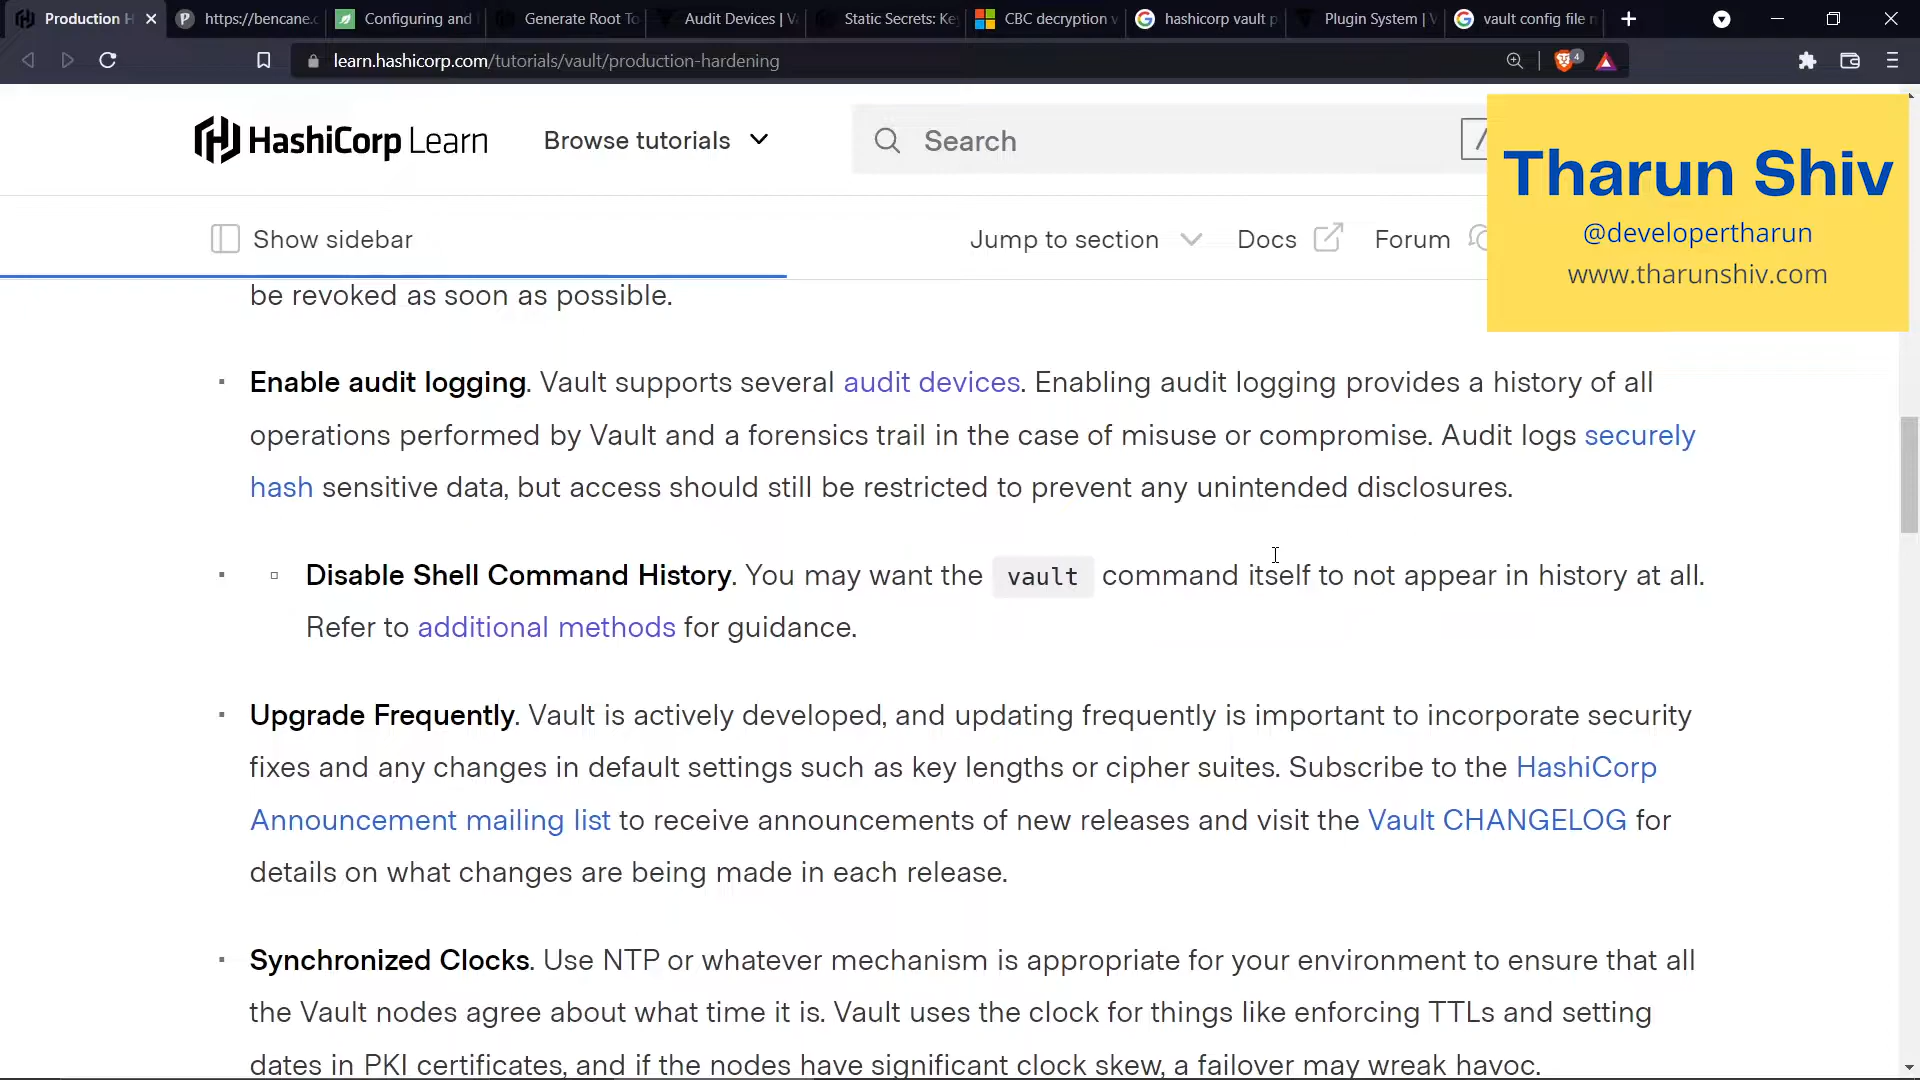 Production H
https://bencane.c
Configuring and
Generate Root To
Audit Devices | V
Static Secrets: Ke
CBC decryption v
hashicorp vault p
Plugin System | V
vault config file n
learn.hashicorp.com/tutorials/vault/production-hardening
4
HashiCorp Learn
Browse tutorials
Search
/
Tharun Shiv
@developertharun
www.tharunshiv.com
Show sidebar
Jump to section
Docs
Forum
be revoked as soon as possible.
Enable audit logging. Vault supports several audit devices. Enabling audit logging provides a history of all
operations performed by Vault and a forensics trail in the case of misuse or compromise. Audit logs securely
hash sensitive data, but access should still be restricted to prevent any unintended disclosures.
Disable Shell Command History. You may want the vault command itself to not appear in history at all.
Refer to additional methods for guidance.
Upgrade Frequently. Vault is actively developed, and updating frequently is important to incorporate security
fixes and any changes in default settings such as key lengths or cipher suites. Subscribe to the HashiCorp
Announcement mailing list to receive announcements of new releases and visit the Vault CHANGELOG for
details on what changes are being made in each release.
Synchronized Clocks. Use NTP or whatever mechanism is appropriate for your environment to ensure that all
the Vault nodes agree about what time it is. Vault uses the clock for things like enforcing TTLs and setting
dates in PKI certificates, and if the nodes have significant clock skew, a failover may wreak havoc.